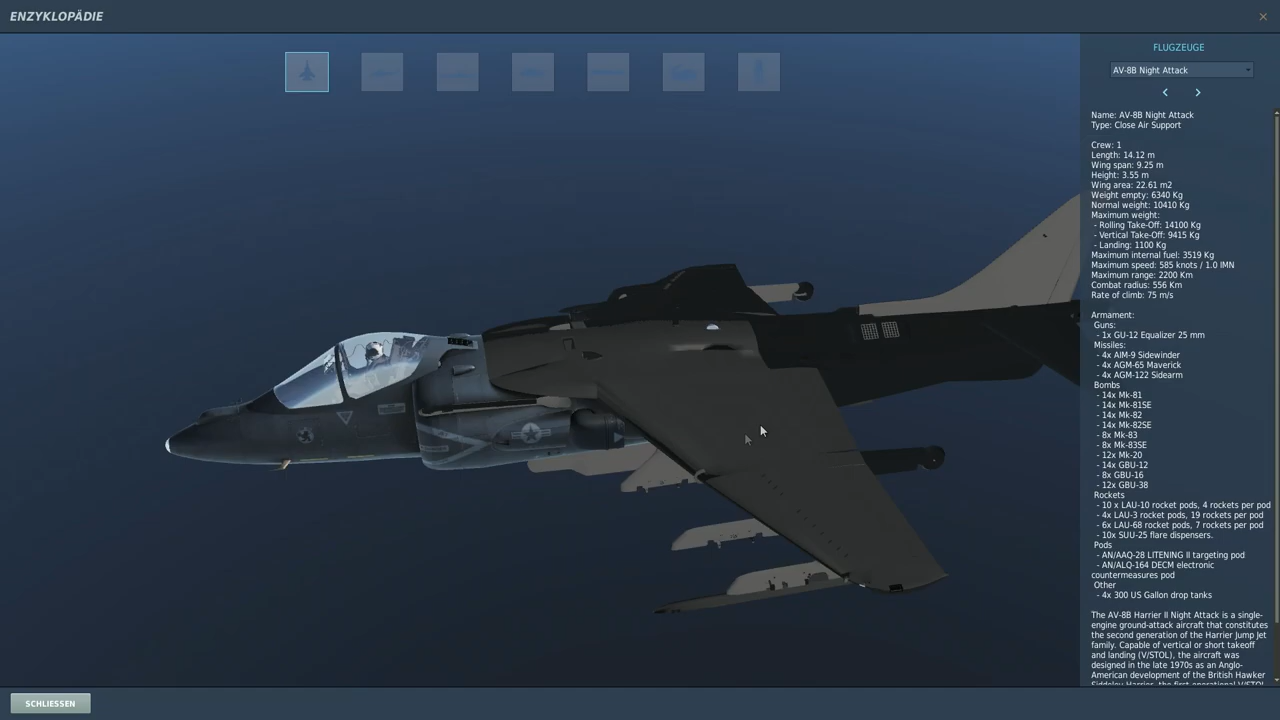 ENZYKLOPÄDIE
FLUGZEUGE
AV-8B Night Attack
Name: AV-8B Night Attack
Type: Close Air Support
Crew: 1
Length: 14.12 m
Wing span: 9.25 m
Height: 3.55 m
Wing area: 22.61 m2
Weight empty: 6340 Kg
Normal weight: 10410 Kg
Maximum weight:
- Rolling Take-Off: 14100 Kg
- Vertical Take-Off: 9415 Kg
- Landing: 1100 Kg
Maximum internal fuel: 3519 Kg
Maximum speed: 585 knots / 1.0 IMN
Maximum range: 2200 Km
Combat radius: 556 Km
Rate of climb: 75 m/s
Armament:
Guns:
- 1x GU-12 Equalizer 25 mm
Missiles:
- 4x AIM-9 Sidewinder
- 4x AGM-65 Maverick
- 4x AGM-122 Sidearm
Bombs
- 14x Mk-81
- 14x Mk-81SE
- 14x Mk-82
- 14x Mk-82SE
- 8x Mk-83
- 8x Mk-83SE
- 12x Mk-20
- 14x GBU-12
- 8x GBU-16
- 12x GBU-38
Rockets
- 10 x LAU-10 rocket pods, 4 rockets per pod
- 4x LAU-3 rocket pods, 19 rockets per pod
- 6x LAU-68 rocket pods, 7 rockets per pod
- 10x SUU-25 flare dispensers.
Pods
- AN/AAQ-28 LITENING II targeting pod
- AN/ALQ-164 DECM electronic
countermeasures pod
Other
- 4x 300 US Gallon drop tanks
The AV-8B Harrier II Night Attack is a single-
engine ground-attack aircraft that constitutes
the second generation of the Harrier Jump Jet
family. Capable of vertical or short takeoff
and landing (V/STOL), the aircraft was
designed in the late 1970s as an Anglo-
American development of the British Hawker
Siddeley Harrier, the first operational V/STOL
SCHLIESSEN